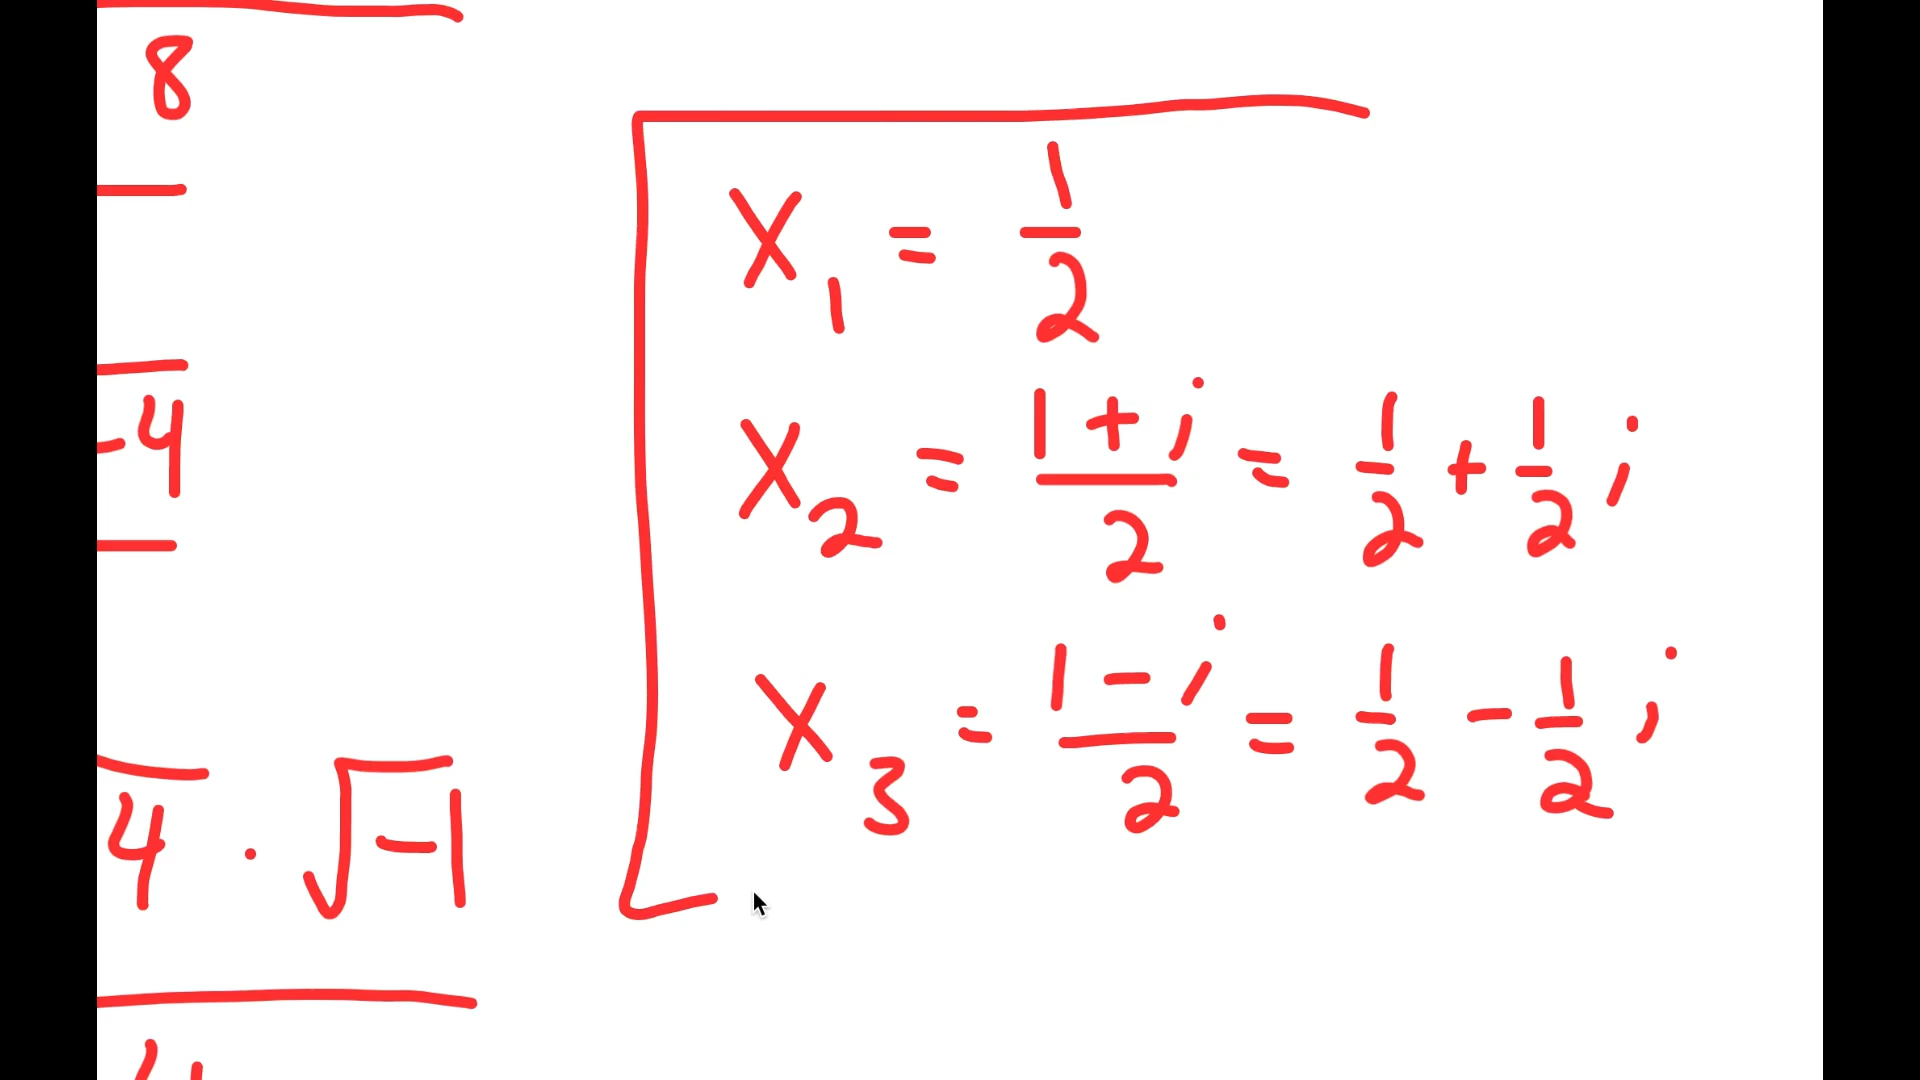 8
-4
4 · √-1
X₁ = 1/2
X₂ = (1 + i)/2 = 1/2 + 1/2 i
X₃ = (1 - i)/2 = 1/2 - 1/2 i